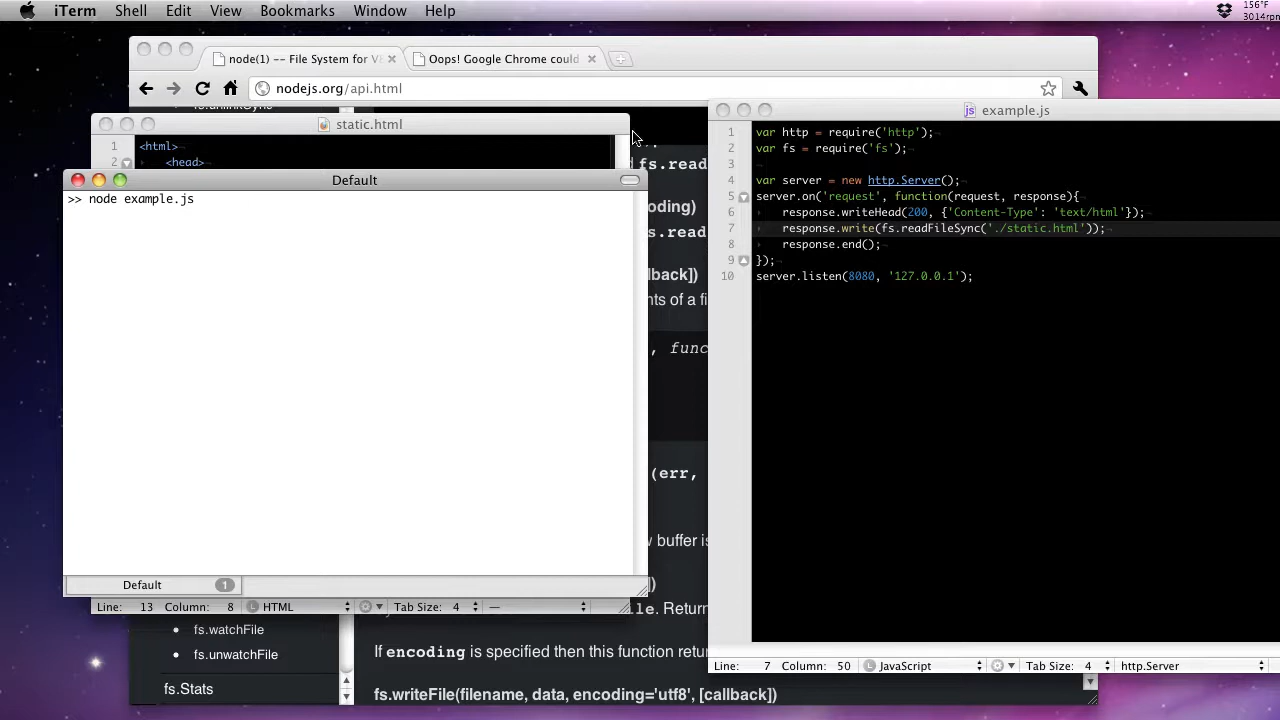 iTerm Shell Edit View Bookmarks Window Help
156°F
3014rpm
node(1) -- File System for V
Oops! Google Chrome could
nodejs.org/api.html
static.html
1 <html>
2 <head>
Default
>> node example.js
Default 1
Line: 13 Column: 8 HTML Tab Size: 4 —
example.js
1 var http = require('http');
2 var fs = require('fs');
3
4 var server = new http.Server();
5 server.on('request', function(request, response){
6 response.writeHead(200, {'Content-Type': 'text/html'});
7 response.write(fs.readFileSync('./static.html'));
8 response.end();
9 });
10 server.listen(8080, '127.0.0.1');
Line: 7 Column: 50 JavaScript Tab Size: 4 http.Server
fs.read
oding)
s.read
lback])
nts of a fi
, func
(err,
buffer is
])
le. Return
fs.watchFile
fs.unwatchFile
fs.Stats
If encoding is specified then this function retur
fs.writeFile(filename, data, encoding='utf8', [callback])